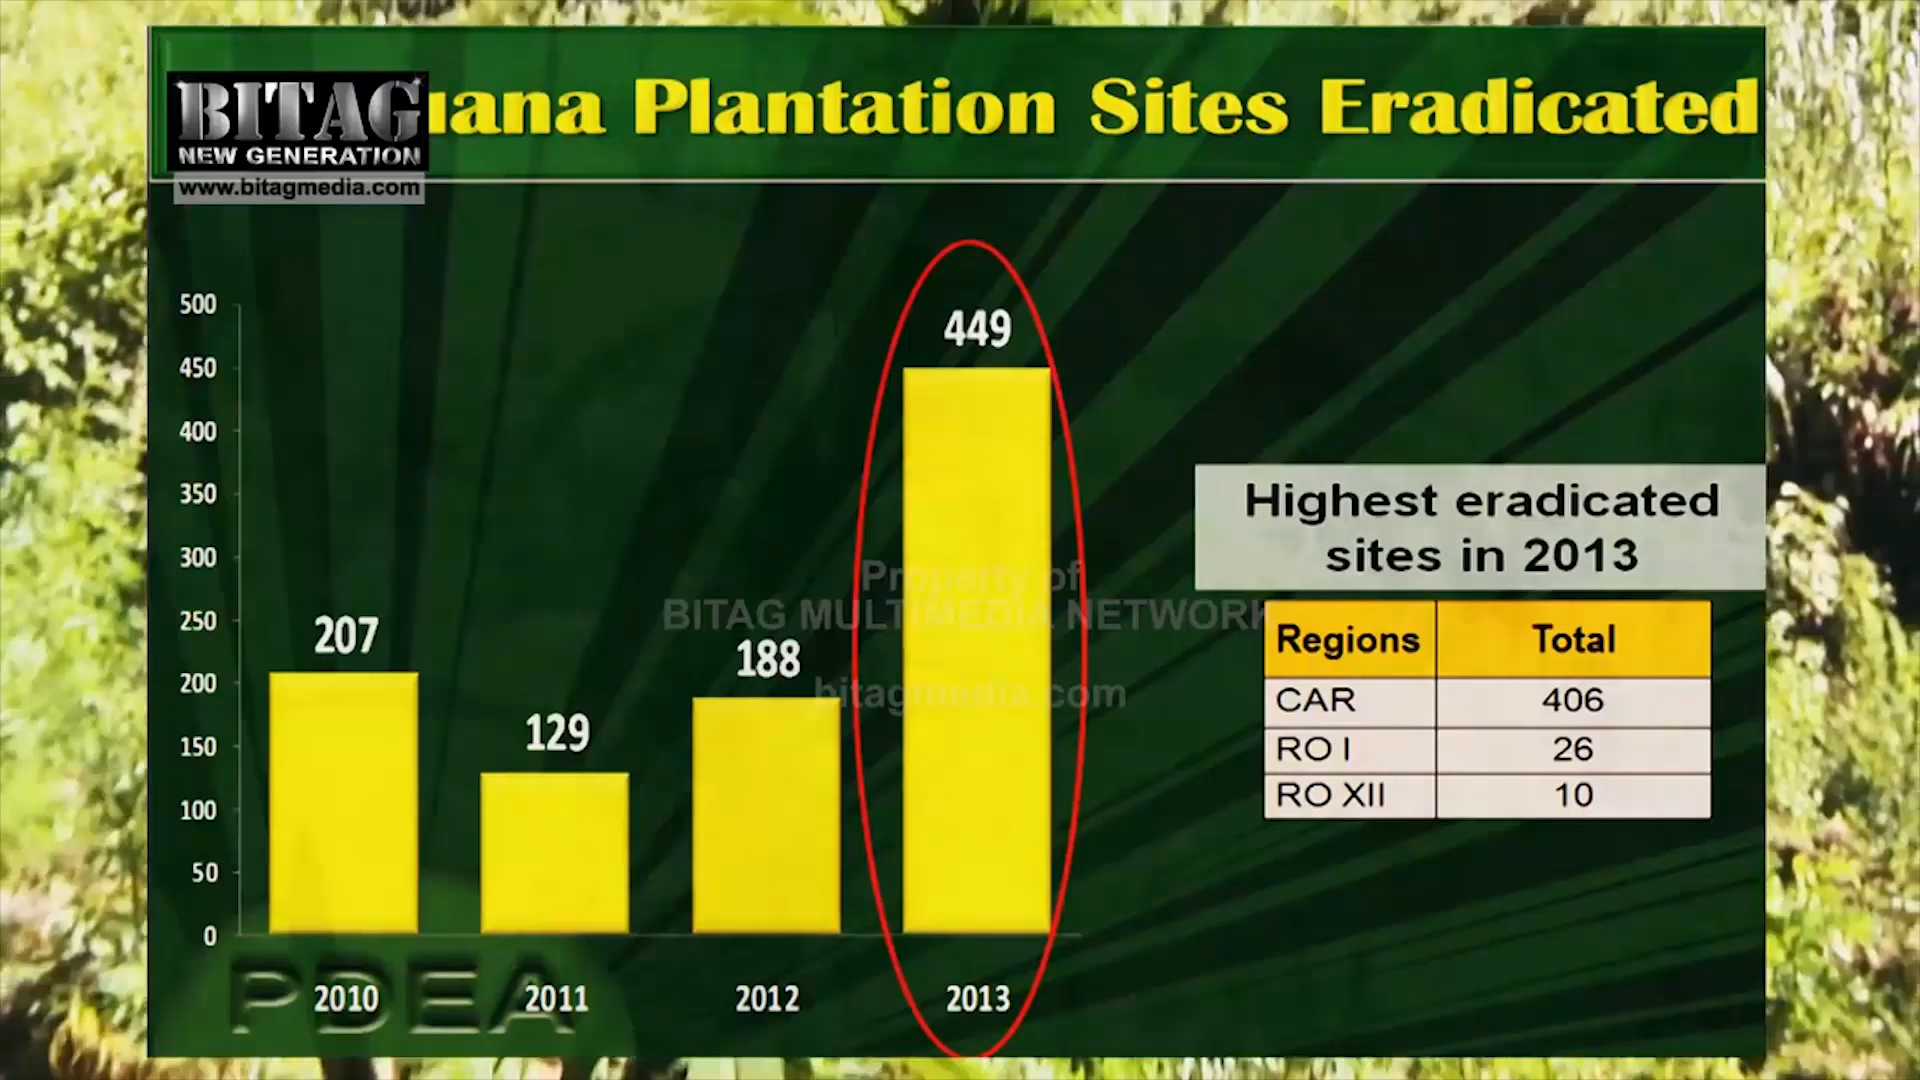 BITAG
NEW GENERATION
www.bitagmedia.com
uana Plantation Sites Eradicated
500
450
400
350
300
250
200
150
100
50
0
207
129
188
449
2010
2011
2012
2013
PDEA
Property of
BITAG MULTIMEDIA NETWORK
bitagmedia.com
Highest eradicated
sites in 2013
Regions Total
CAR 406
RO I 26
RO XII 10